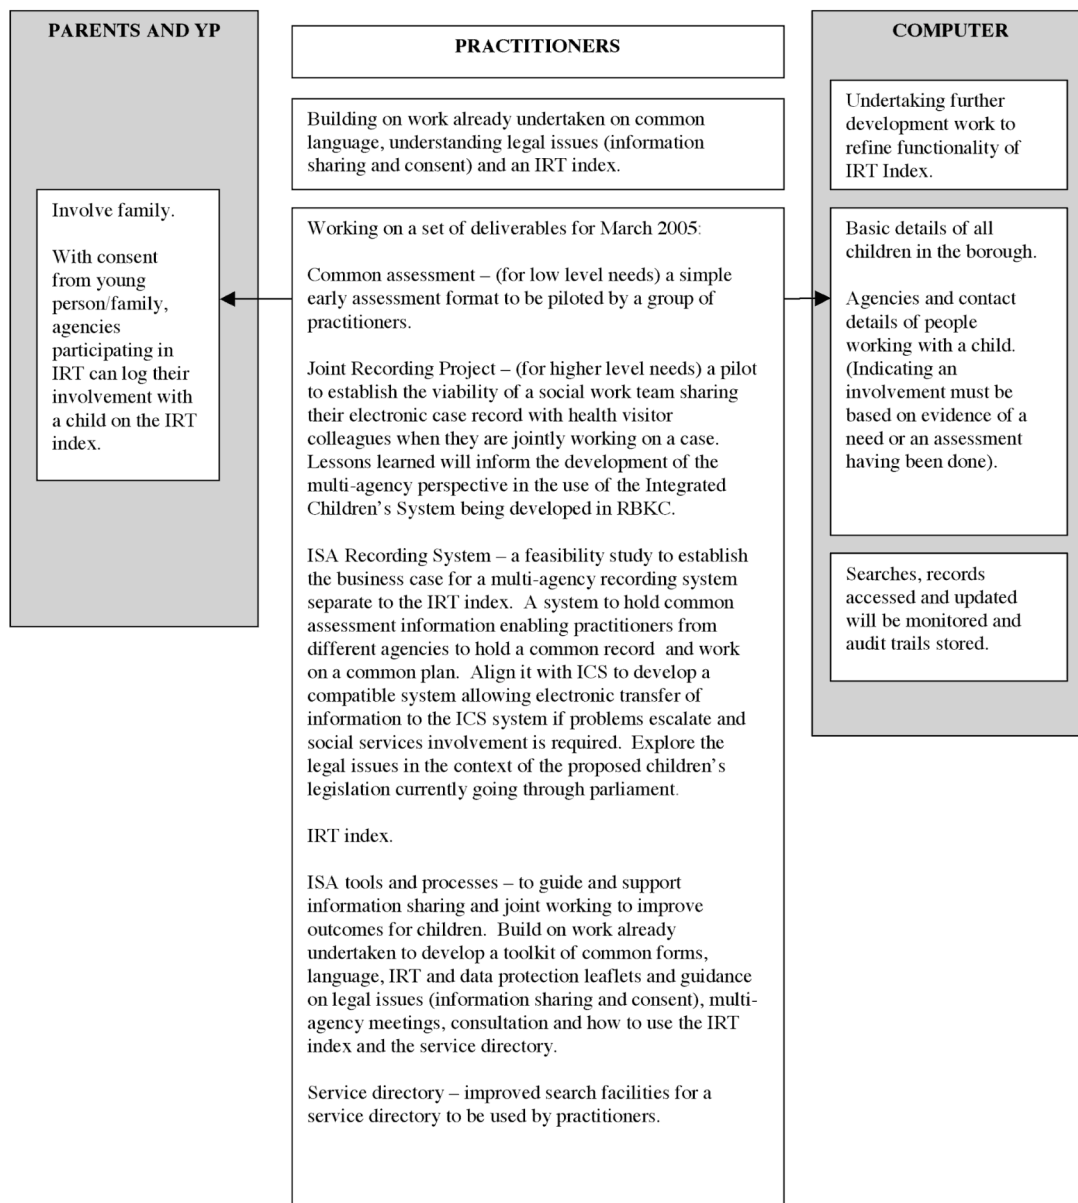 PARENTS AND YP
Involve family.
With consent
from young
person/family,
agencies
participating in
IRT can log their
involvement with
a child on the IRT
index.
PRACTITIONERS
Building on work already undertaken on common
language, understanding legal issues (information
sharing and consent) and an IRT index.
Working on a set of deliverables for March 2005:
Common assessment – (for low level needs) a simple
early assessment format to be piloted by a group of
practitioners.
Joint Recording Project – (for higher level needs) a pilot
to establish the viability of a social work team sharing
their electronic case record with health visitor
colleagues when they are jointly working on a case.
Lessons learned will inform the development of the
multi-agency perspective in the use of the Integrated
Children’s System being developed in RBKC.
ISA Recording System – a feasibility study to establish
the business case for a multi-agency recording system
separate to the IRT index.  A system to hold common
assessment information enabling practitioners from
different agencies to hold a common record  and work
on a common plan.  Align it with ICS to develop a
compatible system allowing electronic transfer of
information to the ICS system if problems escalate and
social services involvement is required.  Explore the
legal issues in the context of the proposed children’s
legislation currently going through parliament.
IRT index.
ISA tools and processes – to guide and support
information sharing and joint working to improve
outcomes for children.  Build on work already
undertaken to develop a toolkit of common forms,
language, IRT and data protection leaflets and guidance
on legal issues (information sharing and consent), multi-
agency meetings, consultation and how to use the IRT
index and the service directory.
Service directory – improved search facilities for a
service directory to be used by practitioners.
COMPUTER
Undertaking further
development work to
refine functionality of
IRT Index.
Basic details of all
children in the borough.
Agencies and contact
details of people
working with a child.
(Indicating an
involvement must be
based on evidence of a
need or an assessment
having been done).
Searches, records
accessed and updated
will be monitored and
audit trails stored.